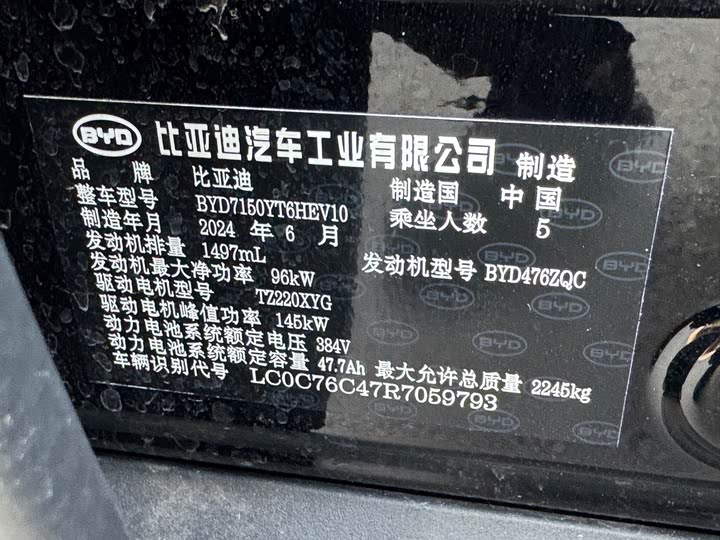 BYD 比亚迪汽车工业有限公司 制造
品牌 比亚迪 制造国 中国
整车型号 BYD7150YT6HEV10 乘坐人数 5
制造年月 2024 年 6 月
发动机排量 1497mL 发动机型号 BYD476ZQC
发动机最大净功率 96kW
驱动电机型号 TZ220XYG
驱动电机峰值功率 145kW
动力电池系统额定电压 384V
动力电池系统额定容量 47.7Ah 最大允许总质量 2245kg
车辆识别代号 LC0C76C47R7059793